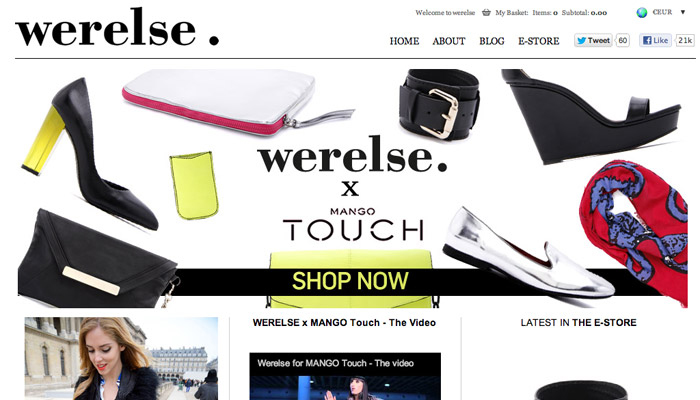 werelse .
Welcome to werelse My Basket: Items: 0 Subtotal: 0.00 €EUR ▼
HOME ABOUT BLOG E-STORE Tweet 60 Like 21k
werelse.
x
MANGO
TOUCH
SHOP NOW
WERELSE x MANGO Touch - The Video
Werelse for MANGO Touch - The video
LATEST IN THE E-STORE